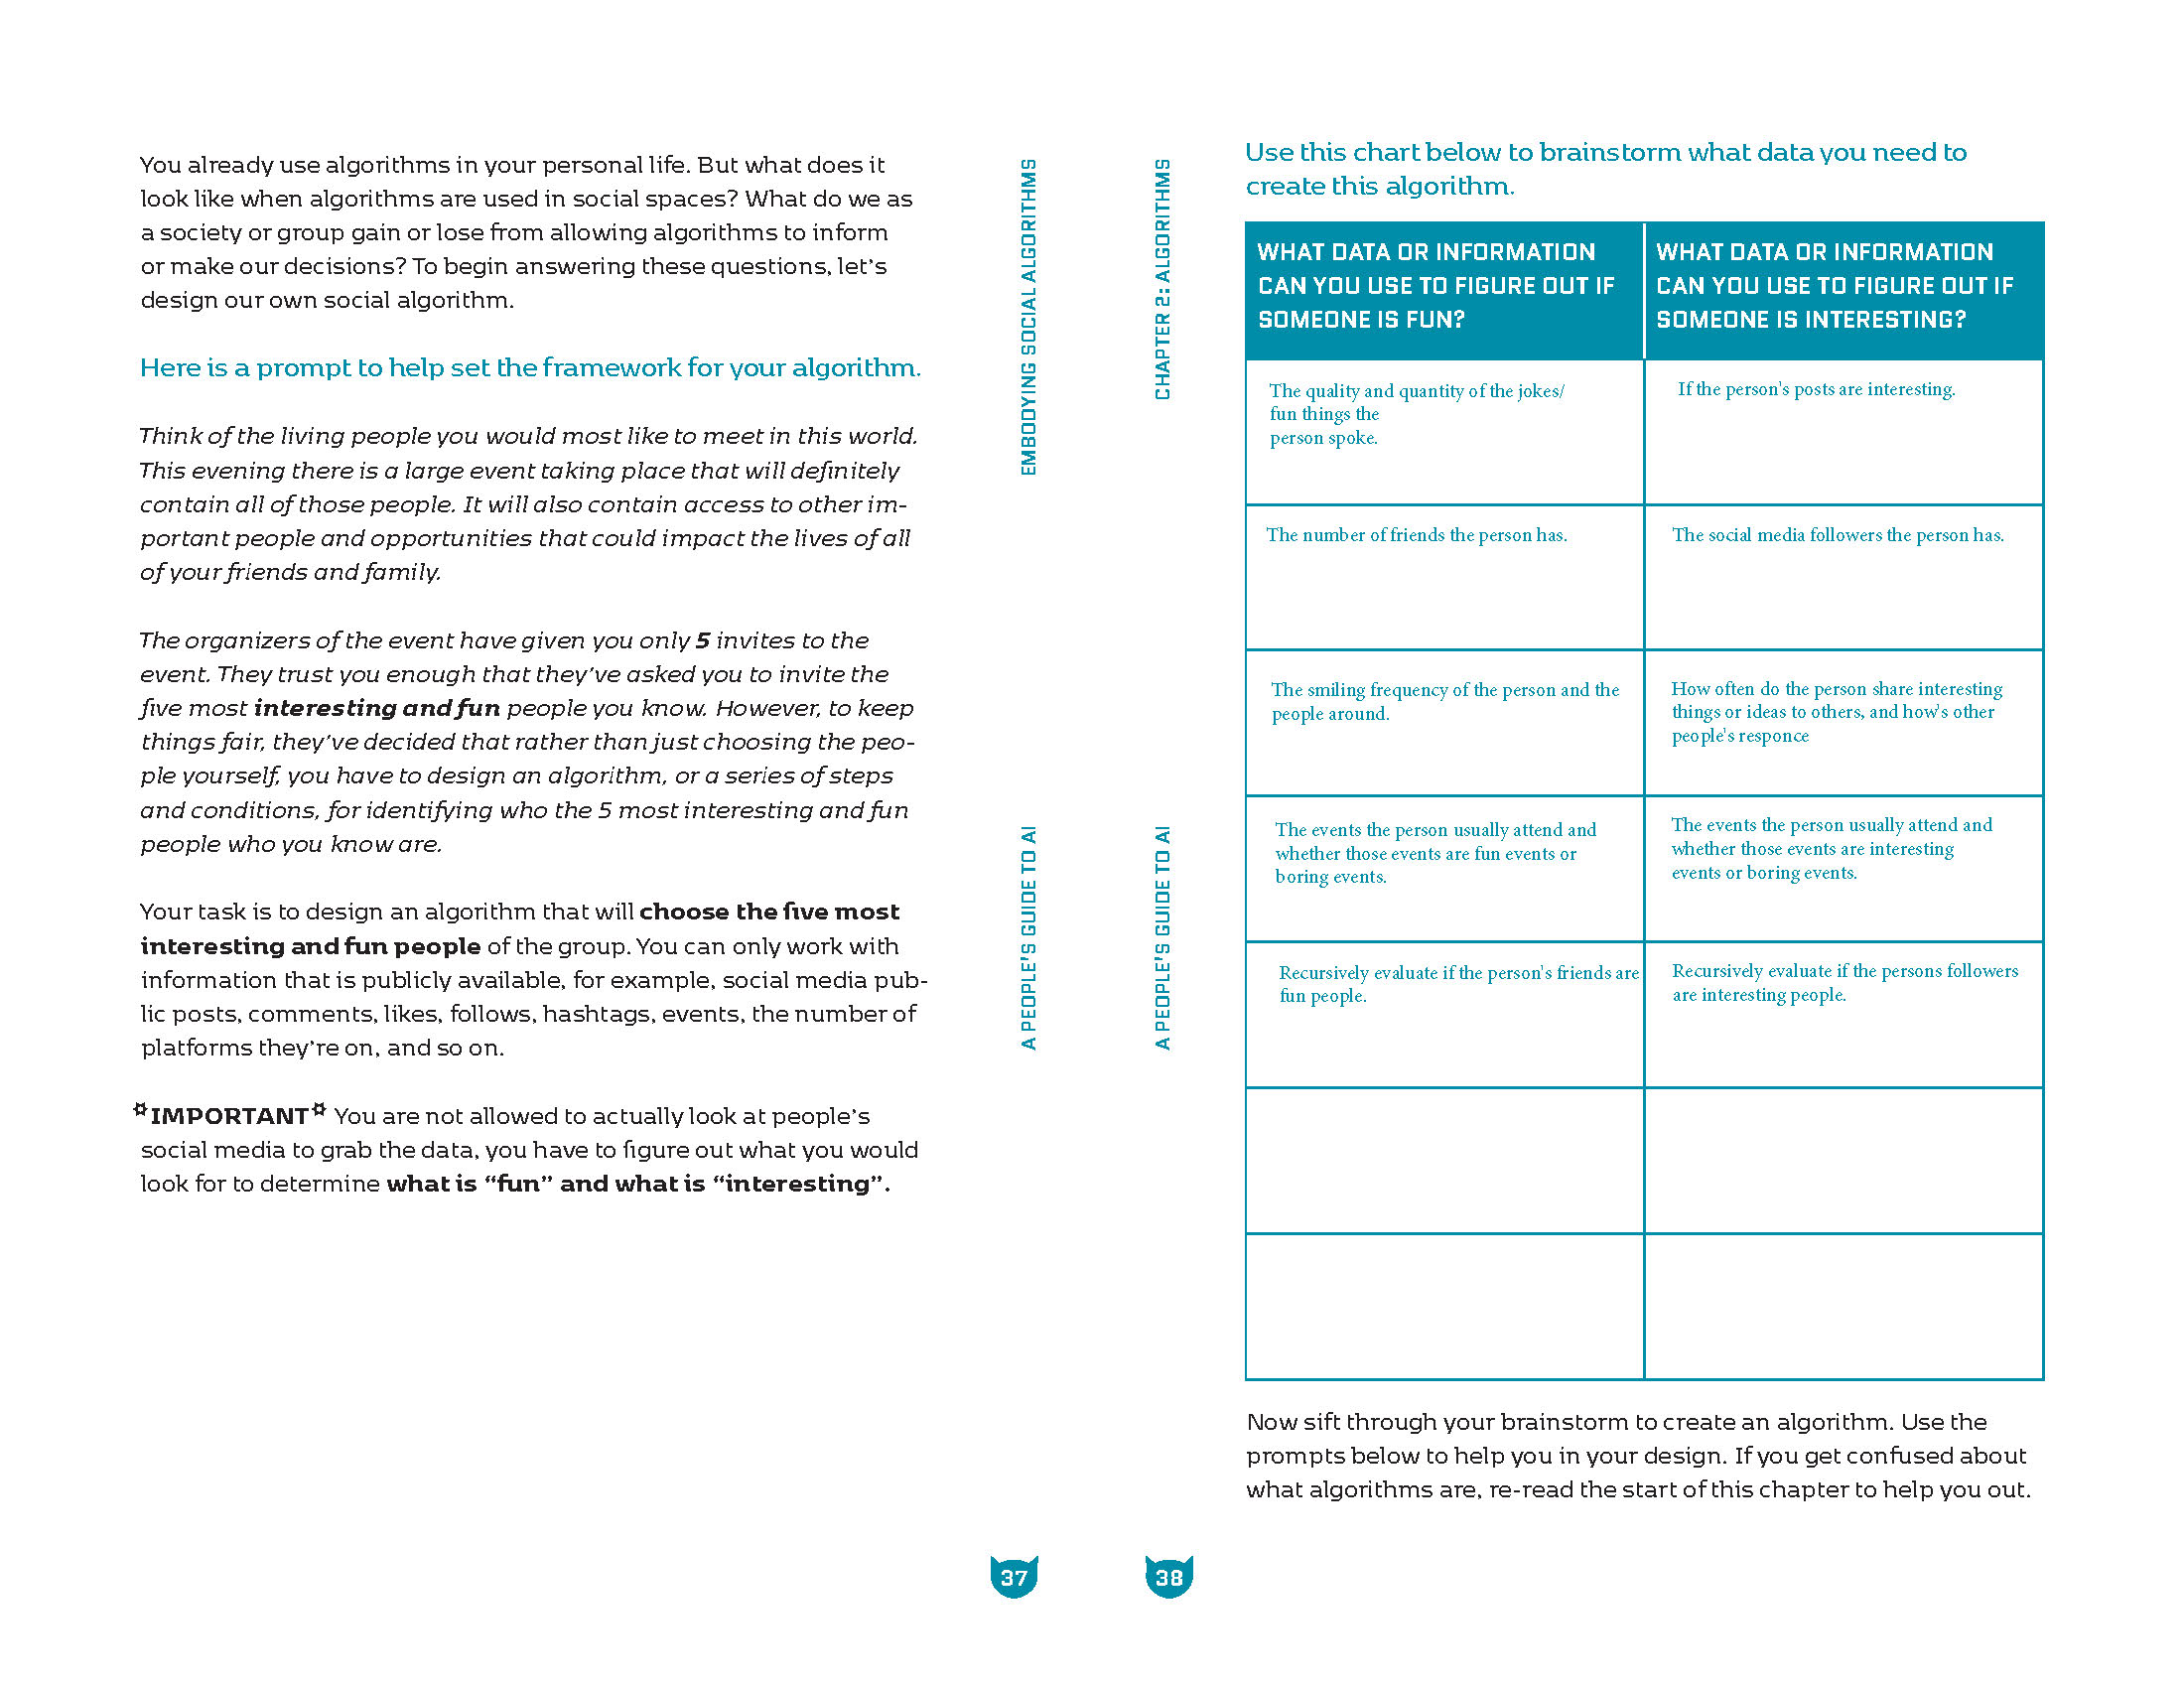 You already use algorithms in your personal life. But what does it
look like when algorithms are used in social spaces? What do we as
a society or group gain or lose from allowing algorithms to inform
or make our decisions? To begin answering these questions, let's
design our own social algorithm.
Here is a prompt to help set the framework for your algorithm.
Think of the living people you would most like to meet in this world.
This evening there is a large event taking place that will definitely
contain all of those people. It will also contain access to other im-
portant people and opportunities that could impact the lives of all
of your friends and family.
The organizers of the event have given you only 5 invites to the
event. They trust you enough that they've asked you to invite the
five most interesting and fun people you know. However, to keep
things fair, they've decided that rather than just choosing the peo-
ple yourself, you have to design an algorithm, or a series of steps
and conditions, for identifying who the 5 most interesting and fun
people who you know are.
Your task is to design an algorithm that will choose the five most
interesting and fun people of the group. You can only work with
information that is publicly available, for example, social media pub-
lic posts, comments, likes, follows, hashtags, events, the number of
platforms they're on, and so on.
*IMPORTANT* You are not allowed to actually look at people's
social media to grab the data, you have to figure out what you would
look for to determine what is "fun" and what is "interesting".
EMBODYING SOCIAL ALGORITHMS
A PEOPLE'S GUIDE TO AI
37
CHAPTER 2: ALGORITHMS
A PEOPLE'S GUIDE TO AI
38
Use this chart below to brainstorm what data you need to
create this algorithm.
WHAT DATA OR INFORMATION
CAN YOU USE TO FIGURE OUT IF
SOMEONE IS FUN?
WHAT DATA OR INFORMATION
CAN YOU USE TO FIGURE OUT IF
SOMEONE IS INTERESTING?
The quality and quantity of the jokes/
fun things the
person spoke.
If the person's posts are interesting.
The number of friends the person has.
The social media followers the person has.
The smiling frequency of the person and the
people around.
How often do the person share interesting
things or ideas to others, and how's other
people's responce
The events the person usually attend and
whether those events are fun events or
boring events.
The events the person usually attend and
whether those events are interesting
events or boring events.
Recursively evaluate if the person's friends are
fun people.
Recursively evaluate if the persons followers
are interesting people.
Now sift through your brainstorm to create an algorithm. Use the
prompts below to help you in your design. If you get confused about
what algorithms are, re-read the start of this chapter to help you out.